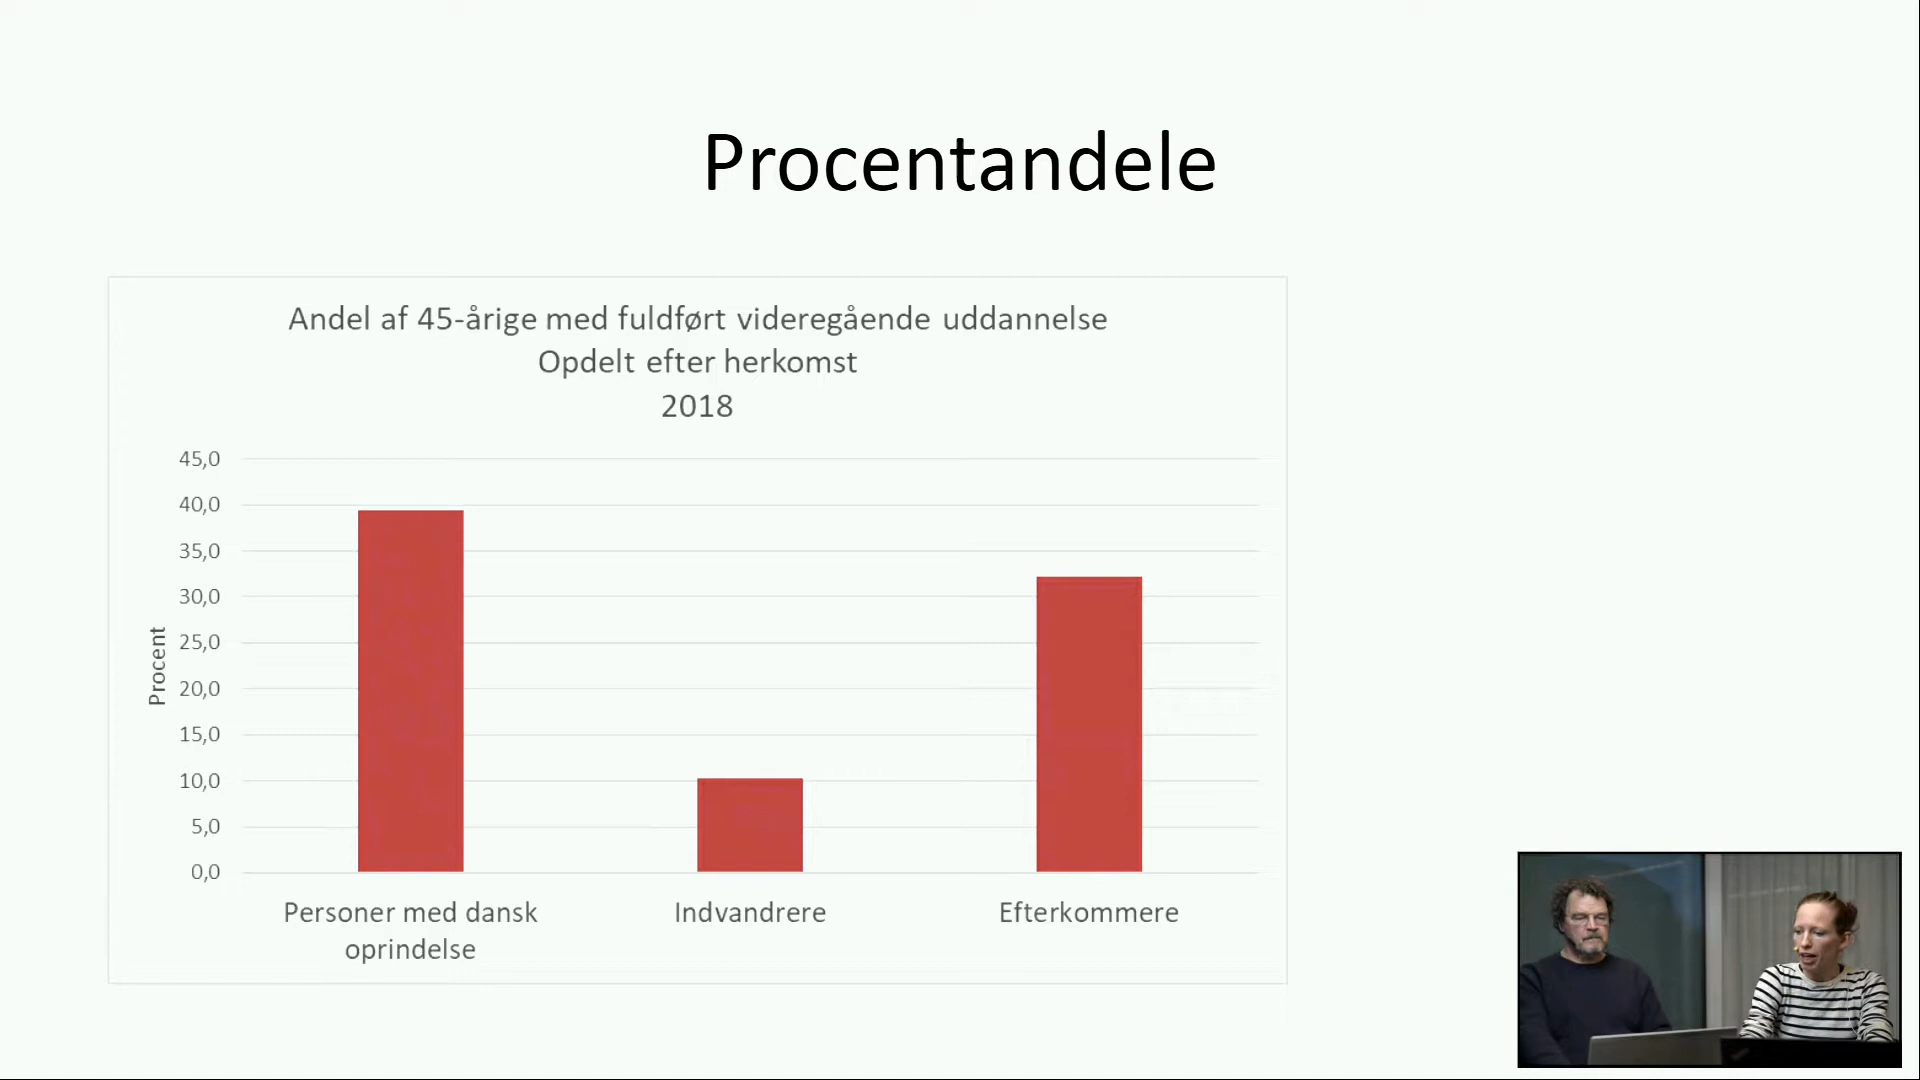 Procentandele
Andel af 45-årige med fuldført videregående uddannelse
Opdelt efter herkomst
2018
45,0
40,0
35,0
30,0
25,0
20,0
15,0
10,0
5,0
0,0
Procent
Personer med dansk
oprindelse
Indvandrere
Efterkommere